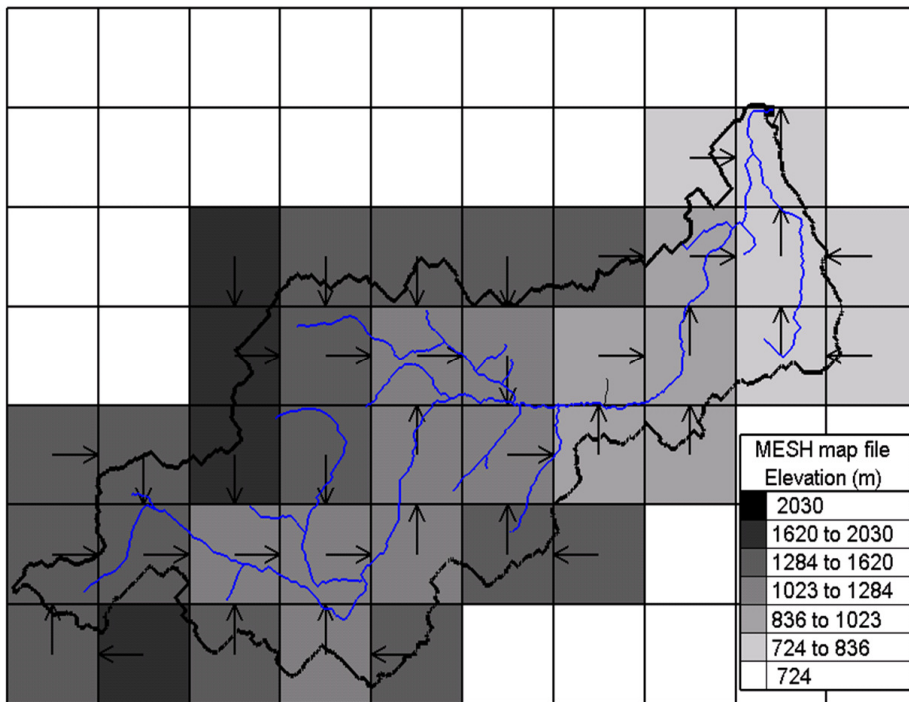 MESH map file
Elevation (m)
2030
1620 to 2030
1284 to 1620
1023 to 1284
836 to 1023
724 to 836
724